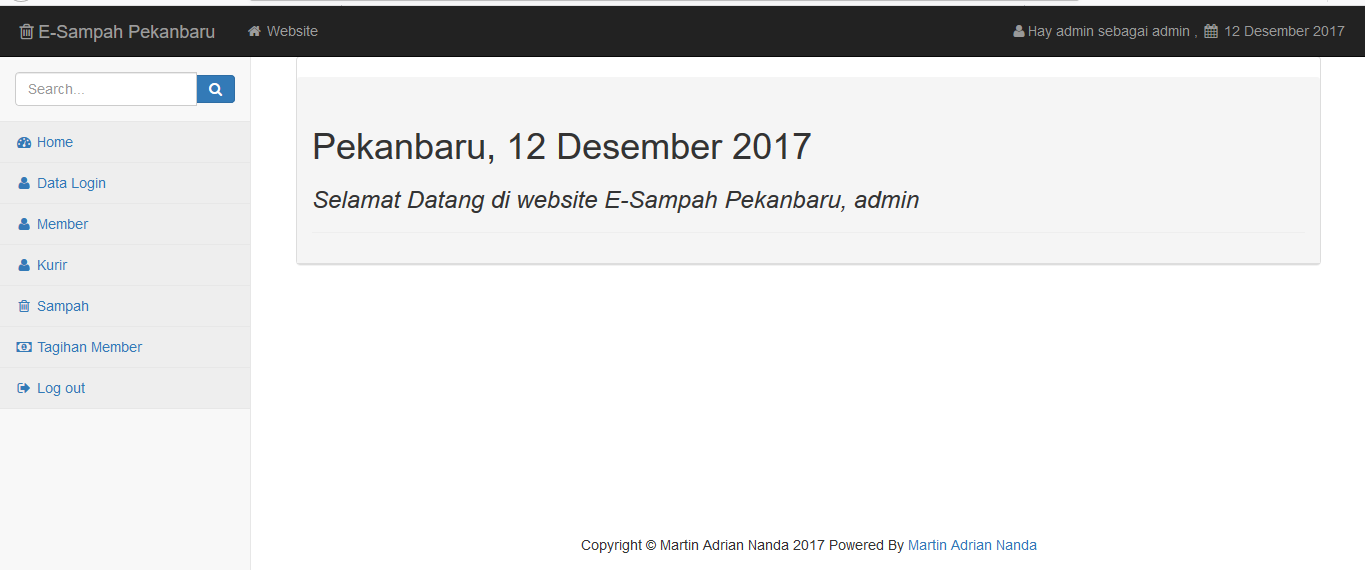 E-Sampah Pekanbaru Website Hay admin sebagai admin , 12 Desember 2017
Search...
Home
Data Login
Member
Kurir
Sampah
Tagihan Member
Log out
Pekanbaru, 12 Desember 2017
Selamat Datang di website E-Sampah Pekanbaru, admin
Copyright © Martin Adrian Nanda 2017 Powered By Martin Adrian Nanda